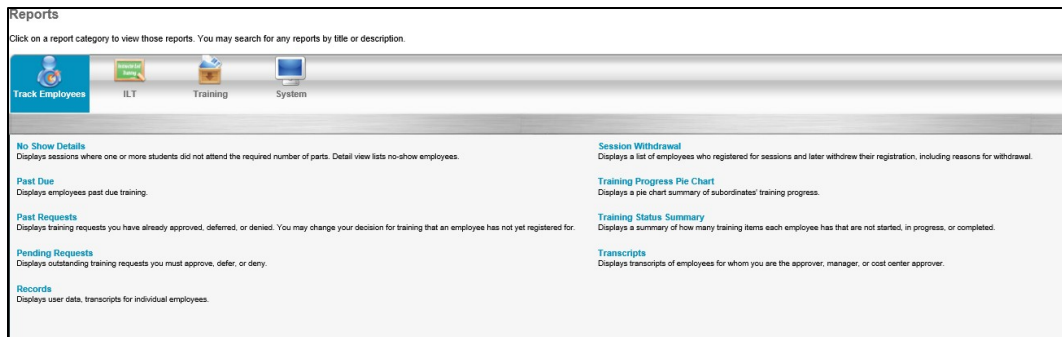 Reports
Click on a report category to view those reports. You may search for any reports by title or description.
Track Employees
ILT
Training
System
No Show Details
Displays sessions where one or more students did not attend the required number of parts. Detail view lists no-show employees.
Past Due
Displays employees past due training.
Past Requests
Displays training requests you have already approved, deferred, or denied. You may change your decision for training that an employee has not yet registered for.
Pending Requests
Displays outstanding training requests you must approve, defer, or deny.
Records
Displays user data, transcripts for individual employees.
Session Withdrawal
Displays a list of employees who registered for sessions and later withdrew their registration, including reasons for withdrawal.
Training Progress Pie Chart
Displays a pie chart summary of subordinates' training progress.
Training Status Summary
Displays a summary of how many training items each employee has that are not started, in progress, or completed.
Transcripts
Displays transcripts of employees for whom you are the approver, manager, or cost center approver.